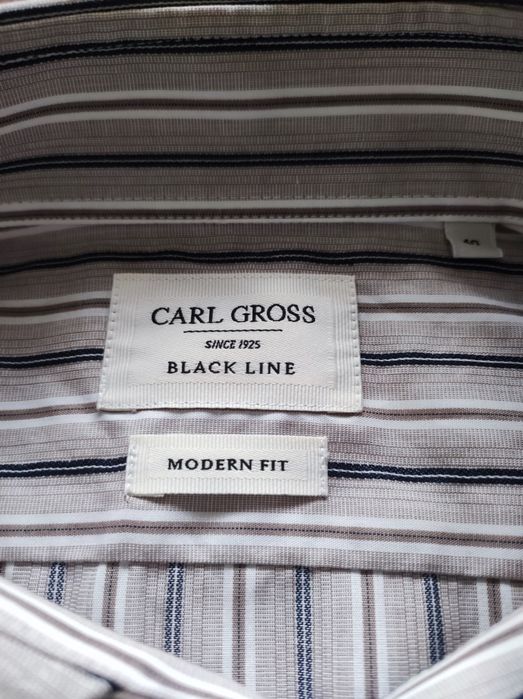 CARL GROSS
SINCE 1925
BLACK LINE
MODERN FIT